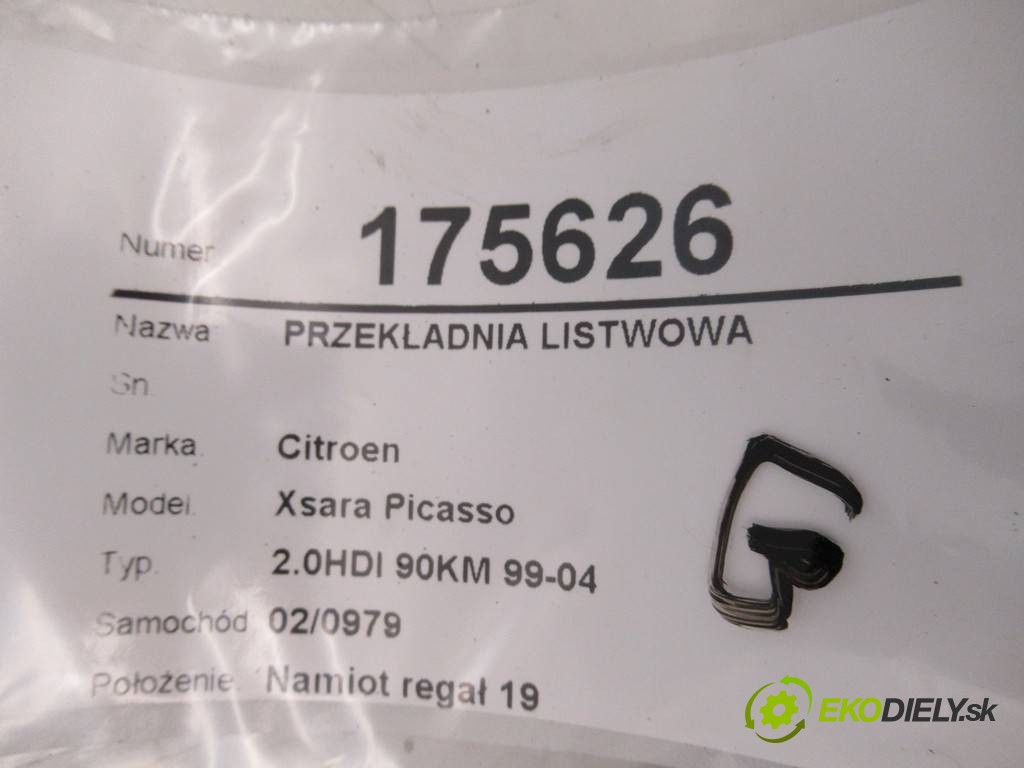 Numer 175626
Nazwa PRZEKŁADNIA LISTWOWA
Sn.
Marka. Citroen
Model. Xsara Picasso
Typ. 2.0HDI 90KM 99-04
Samochód 02/0979
Położenie. Namiot regał 19
G
EKODIELY.sk